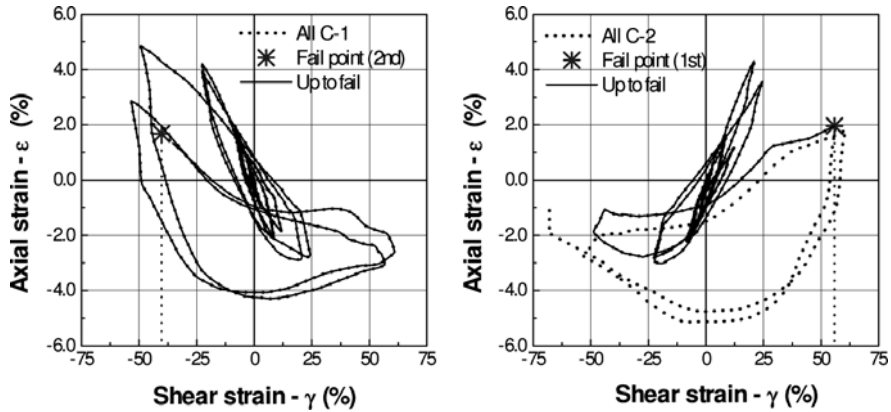 6.0
4.0
2.0
0.0
-2.0
-4.0
-6.0
-75
-50
-25
0
25
50
75
Axial strain - ε (%)
Shear strain - γ (%)
All C-1
Fail point (2nd)
Up to fail
6.0
4.0
2.0
0.0
-2.0
-4.0
-6.0
-75
-50
-25
0
25
50
75
Axial strain - ε (%)
Shear strain - γ (%)
All C-2
Fail point (1st)
Up to fail